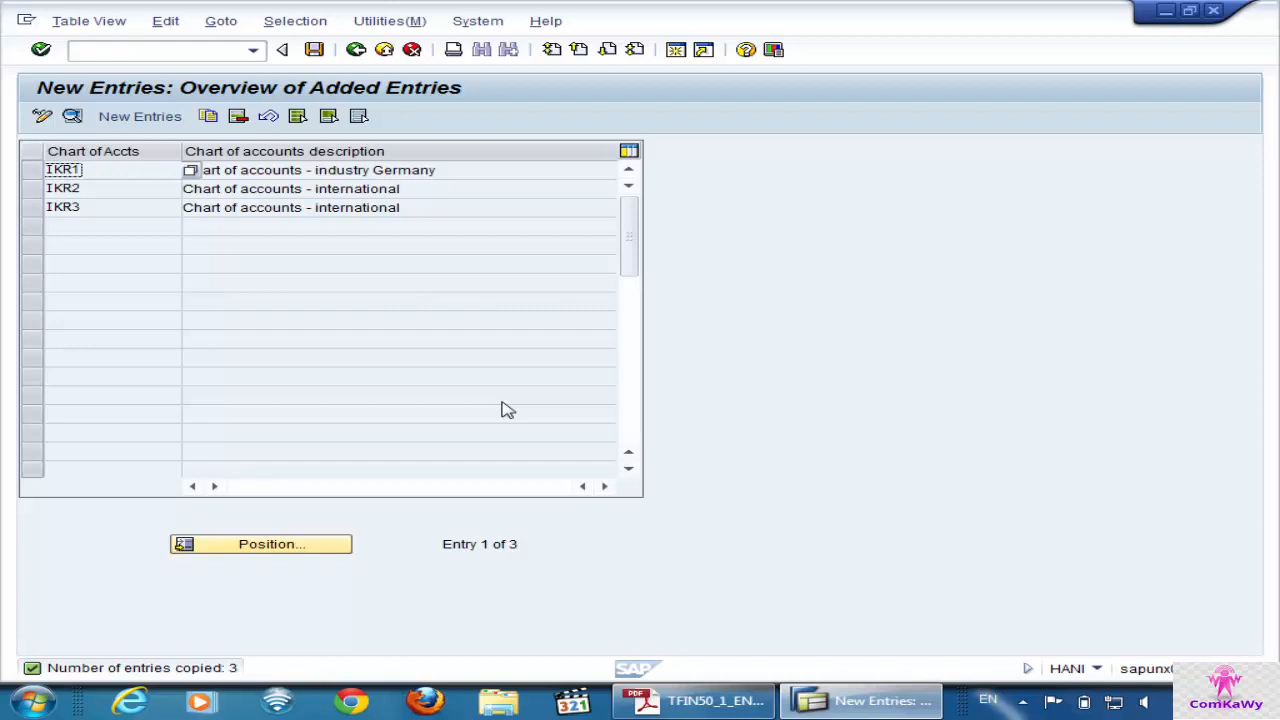 Table View Edit Goto Selection Utilities(M) System Help
New Entries: Overview of Added Entries
New Entries
Chart of Accts Chart of accounts description
IKR1 art of accounts - industry Germany
IKR2 Chart of accounts - international
IKR3 Chart of accounts - international
Position... Entry 1 of 3
Number of entries copied: 3 SAP HANI
321 PDF TFIN50_1_EN... New Entries: ... EN
ComKaWy